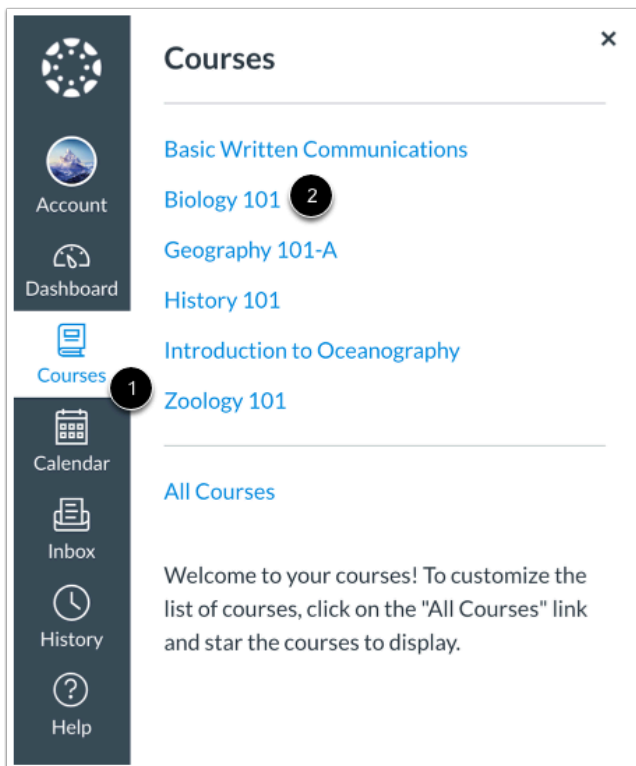 Courses
×
Account
Dashboard
Courses
1
Calendar
Inbox
History
Help
Basic Written Communications
Biology 101
2
Geography 101-A
History 101
Introduction to Oceanography
Zoology 101
All Courses
Welcome to your courses! To customize the
list of courses, click on the "All Courses" link
and star the courses to display.